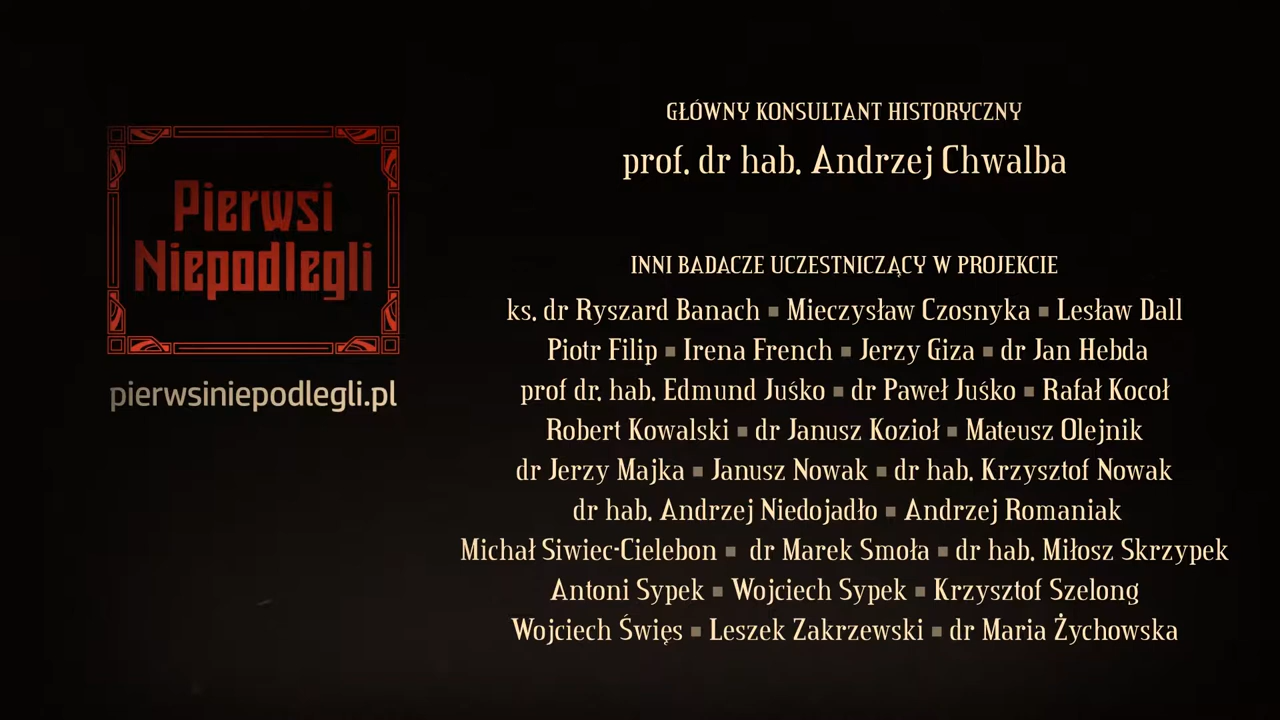 Pierwsi
Niepodlegli
pierwsiniepodlegli.pl
GŁÓWNY KONSULTANT HISTORYCZNY
prof. dr hab. Andrzej Chwalba
INNI BADACZE UCZESTNICZĄCY W PROJEKCIE
ks. dr Ryszard Banach ▪ Mieczysław Czosnyka ▪ Lesław Dall
Piotr Filip ▪ Irena French ▪ Jerzy Giza ▪ dr Jan Hebda
prof dr. hab. Edmund Juśko ▪ dr Paweł Juśko ▪ Rafał Kocoł
Robert Kowalski ▪ dr Janusz Kozioł ▪ Mateusz Olejnik
dr Jerzy Majka ▪ Janusz Nowak ▪ dr hab. Krzysztof Nowak
dr hab. Andrzej Niedojadło ▪ Andrzej Romaniak
Michał Siwiec-Cielebon ▪ dr Marek Smoła ▪ dr hab. Miłosz Skrzypek
Antoni Sypek ▪ Wojciech Sypek ▪ Krzysztof Szelong
Wojciech Święs ▪ Leszek Zakrzewski ▪ dr Maria Żychowska